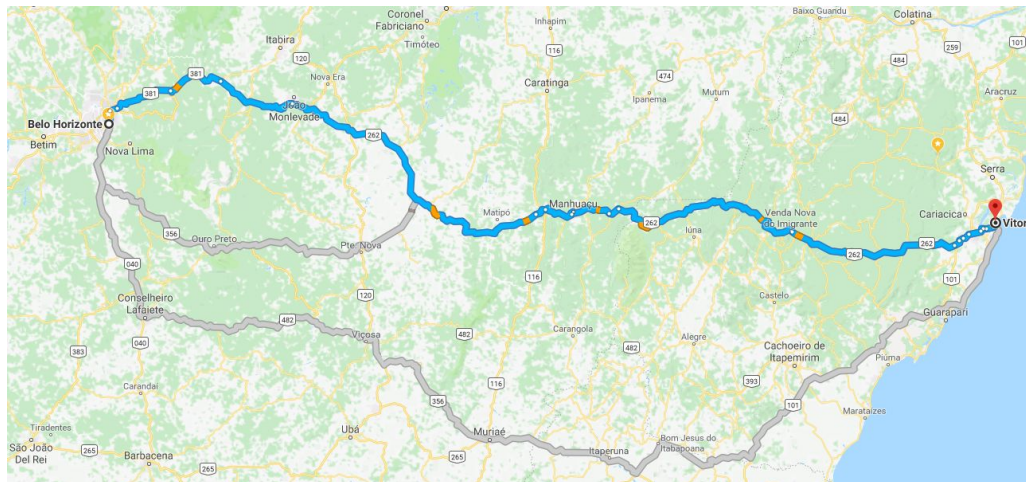 Coronel
Fabriciano
Timóteo
Inhapim
Baixo Guandu
Colatina
101
Itabira
120
116
484
259
474
Nova Era
Caratinga
Ipanema
Mutum
Aracruz
381
381
João
Monlevade
Belo Horizonte
262
484
Betim
Nova Lima
Serra
Matipó
Manhuaçu
Cariacica
Venda Nova
do Imigrante
262
Iúna
356
Ouro Preto
Pte. Nova
262
262
040
116
101
120
Conselheiro
Lafaiete
482
Castelo
Guarapari
Viçosa
482
Carangola
482
Alegre
Cachoeiro de
Itapemirim
383
040
Piúma
Carandaí
116
393
356
101
Marataízes
Tiradentes
São João
Del Rei
265
Barbacena
265
Ubá
Muriaé
265
Itaperuna
Bom Jesus do
Itabapoana